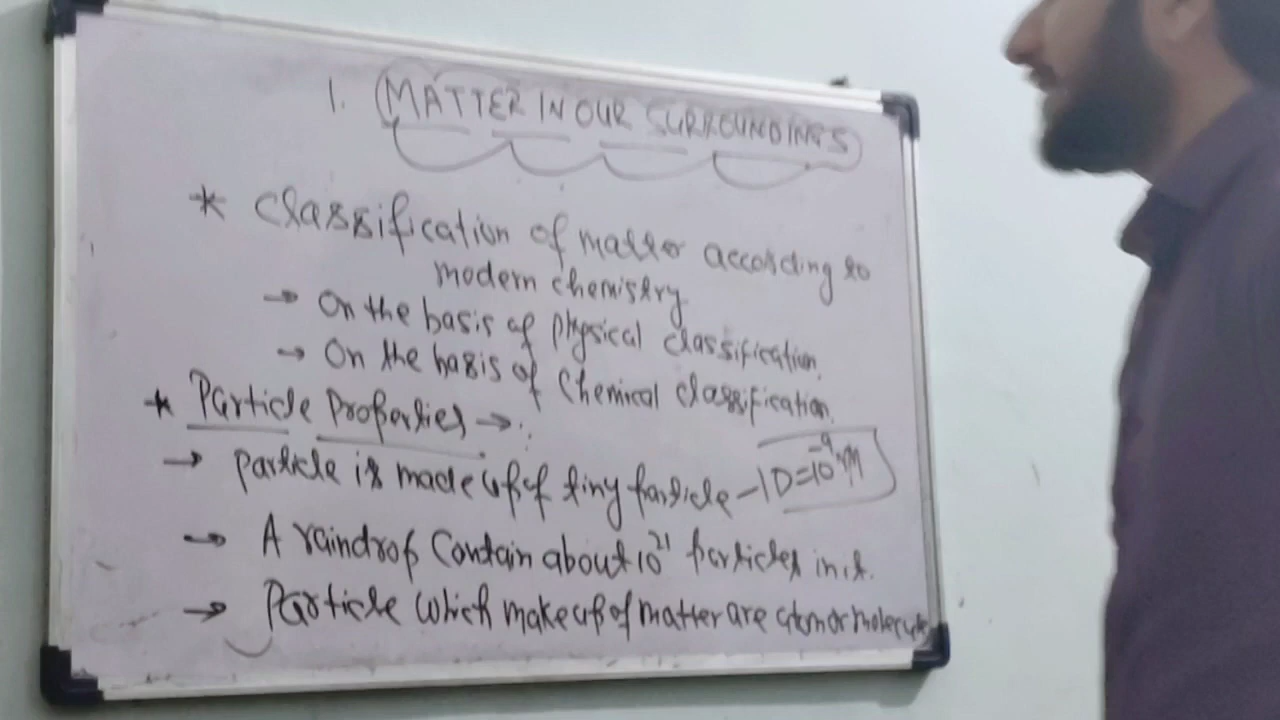 1. MATTER IN OUR SURROUNDINGS
* Classification of matter according to
modern chemistry
→ On the basis of physical classification.
→ On the basis of Chemical classification.
* Particle Properties →
→ Particle is made up of tiny particle - 1D=10⁻⁹m
→ A raindrop Contain about 10²¹ particles in it.
→ Particle which make up of matter are atom or molecules